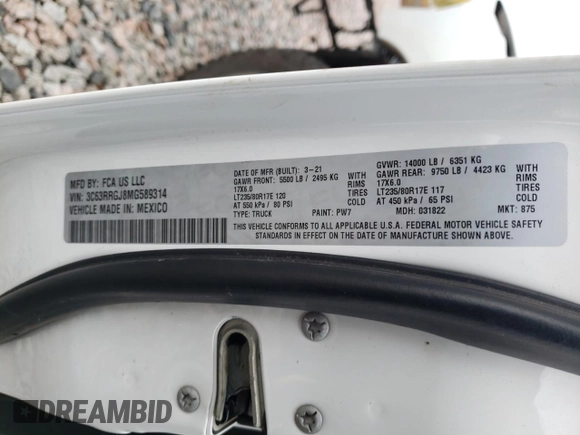 MFD BY: FCA US LLC
VIN: 3C63RRGJ8MG589314
VEHICLE MADE IN: MEXICO
DATE OF MFR (BUILT): 3-21
GAWR FRONT: 5500 LB / 2495 KG
17X6.0
LT235/80R17E 120
AT 550 kPa / 80 PSI
TYPE: TRUCK
PAINT: PW7
GVWR: 14000 LB / 6351 KG
GAWR REAR: 9750 LB / 4423 KG
17X6.0
LT235/80R17E 117
AT 450 kPa / 65 PSI
WITH
TIRES
RIMS AT
WITH
TIRES
MDH: 031822
MKT: 875
THIS VEHICLE CONFORMS TO ALL APPLICABLE U.S.A. FEDERAL MOTOR VEHICLE SAFETY
STANDARDS IN EFFECT ON THE DATE OF MANUFACTURE SHOWN ABOVE.
DREAMBID